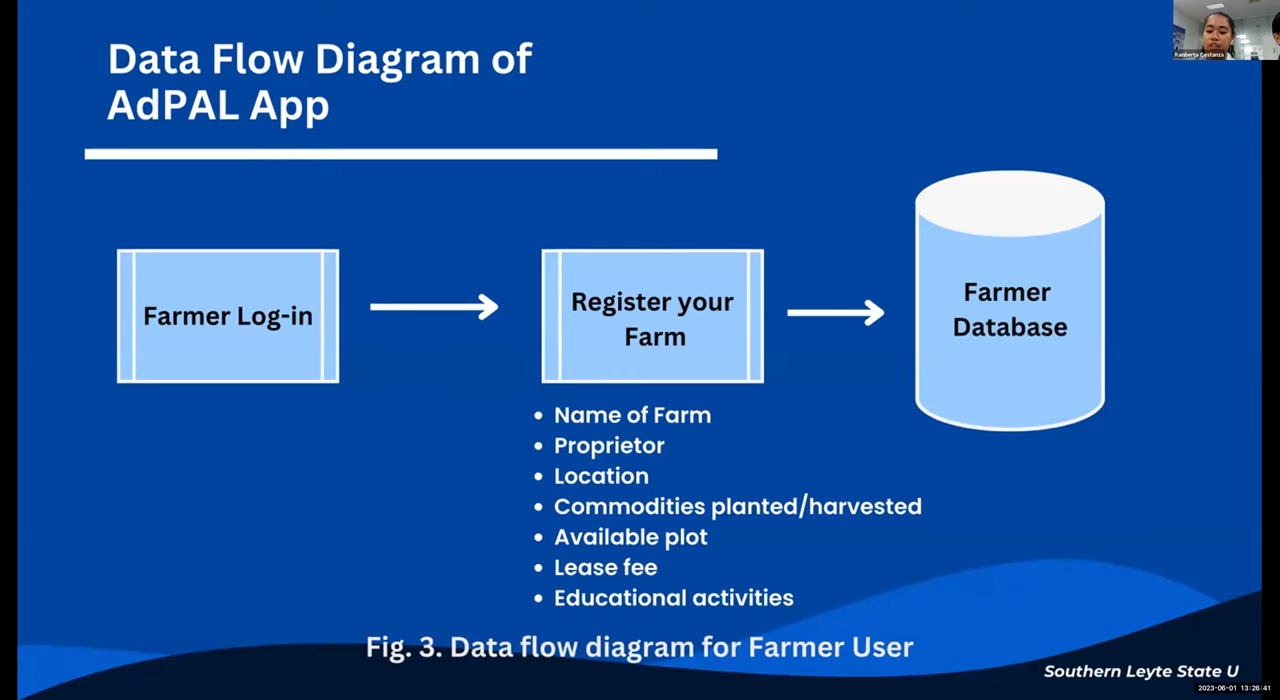 Data Flow Diagram of
AdPAL App
Ranberto Costanza
Farmer Log-in
Register your
Farm
Farmer
Database
• Name of Farm
• Proprietor
• Location
• Commodities planted/harvested
• Available plot
• Lease fee
• Educational activities
Fig. 3. Data flow diagram for Farmer User
Southern Leyte State U
2023-06-01 13:26:41